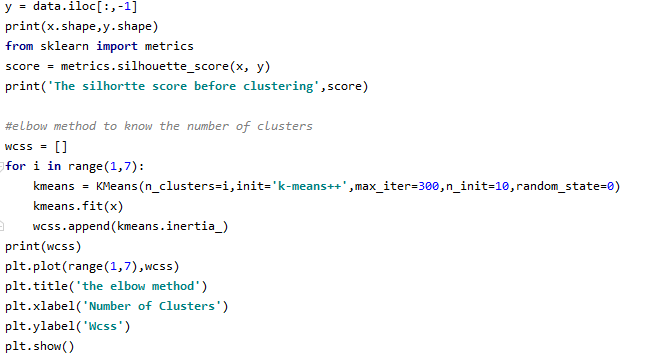 y = data.iloc[:,-1]
print(x.shape,y.shape)
from sklearn import metrics
score = metrics.silhouette_score(x, y)
print('The silhortte score before clustering',score)

#elbow method to know the number of clusters
wcss = []
for i in range(1,7):
    kmeans = KMeans(n_clusters=i,init='k-means++',max_iter=300,n_init=10,random_state=0)
    kmeans.fit(x)
    wcss.append(kmeans.inertia_)
print(wcss)
plt.plot(range(1,7),wcss)
plt.title('the elbow method')
plt.xlabel('Number of Clusters')
plt.ylabel('Wcss')
plt.show()